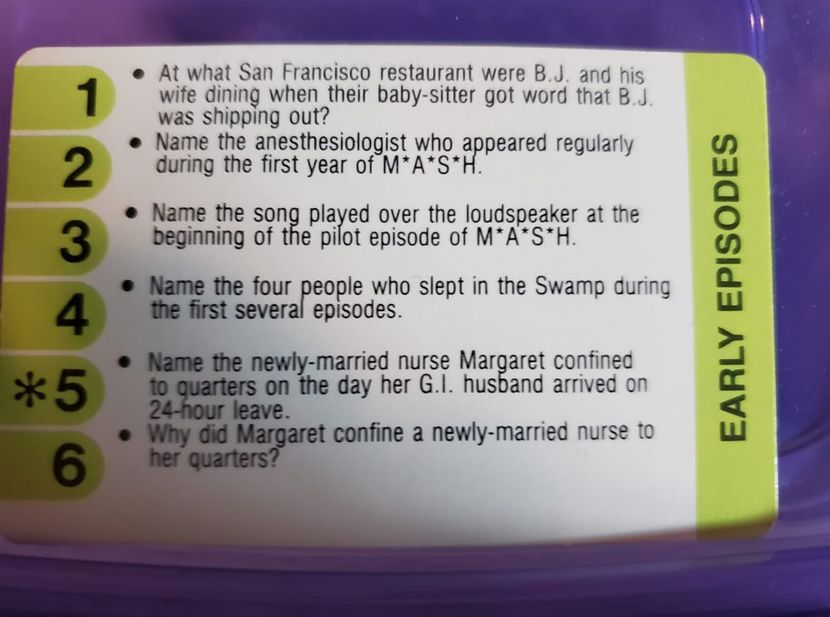 1 • At what San Francisco restaurant were B.J. and his
wife dining when their baby-sitter got word that B.J.
was shipping out?
2 • Name the anesthesiologist who appeared regularly
during the first year of M*A*S*H.
3 • Name the song played over the loudspeaker at the
beginning of the pilot episode of M*A*S*H.
4 • Name the four people who slept in the Swamp during
the first several episodes.
*5 • Name the newly-married nurse Margaret confined
to quarters on the day her G.I. husband arrived on
24-hour leave.
6 • Why did Margaret confine a newly-married nurse to
her quarters?
EARLY EPISODES